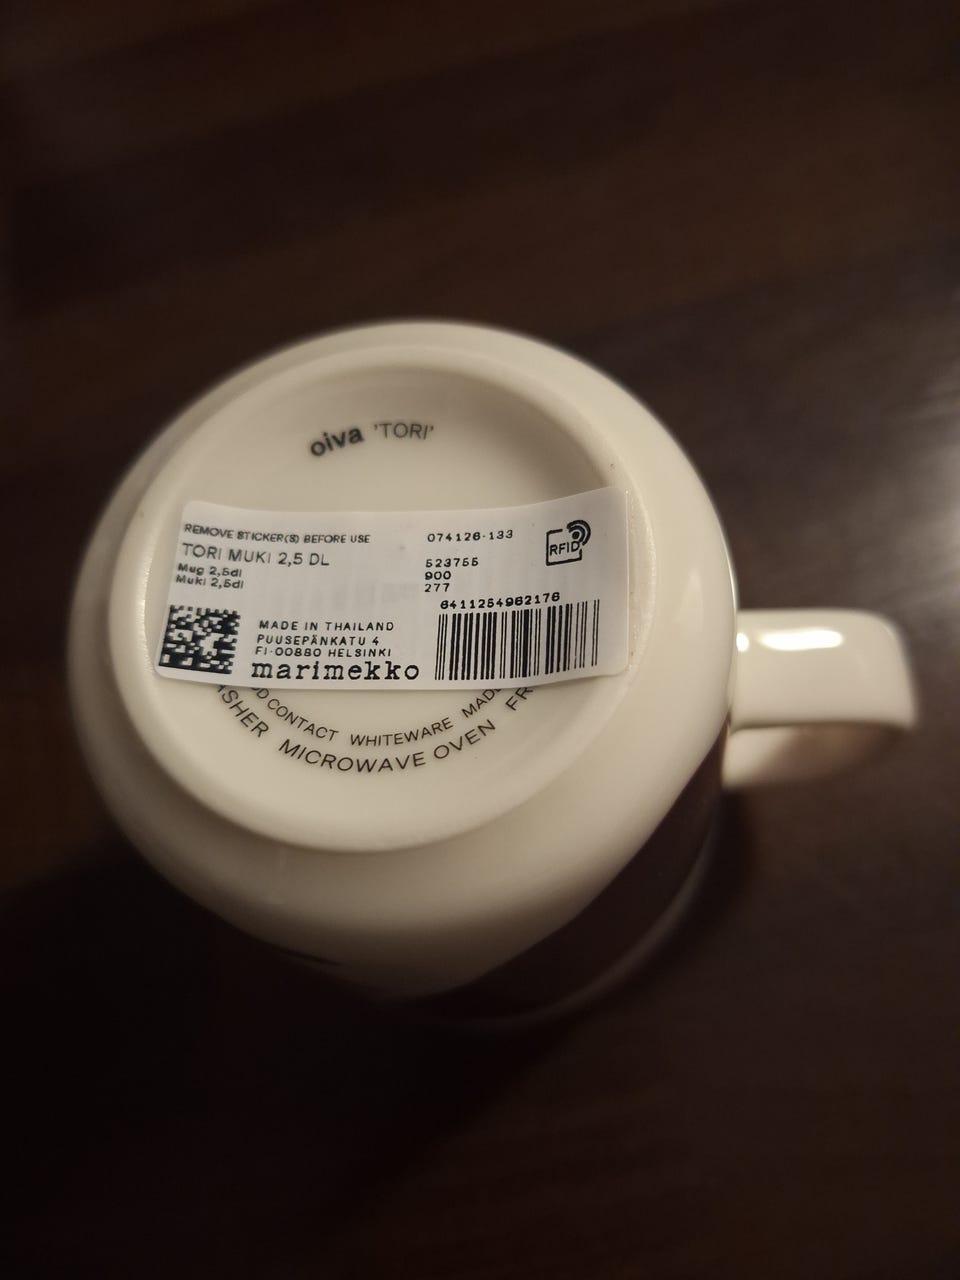 oiva 'TORI'
REMOVE STICKER(S) BEFORE USE
TORI MUKI 2,5 DL
Mug 2,5dl
Muki 2,5dl
074126-133
523755
900
277
RFID
6411254962176
MADE IN THAILAND
PUUSEPÄNKATU 4
FI-00880 HELSINKI
marimekko
CONTACT WHITEWARE
MICROWAVE OVEN